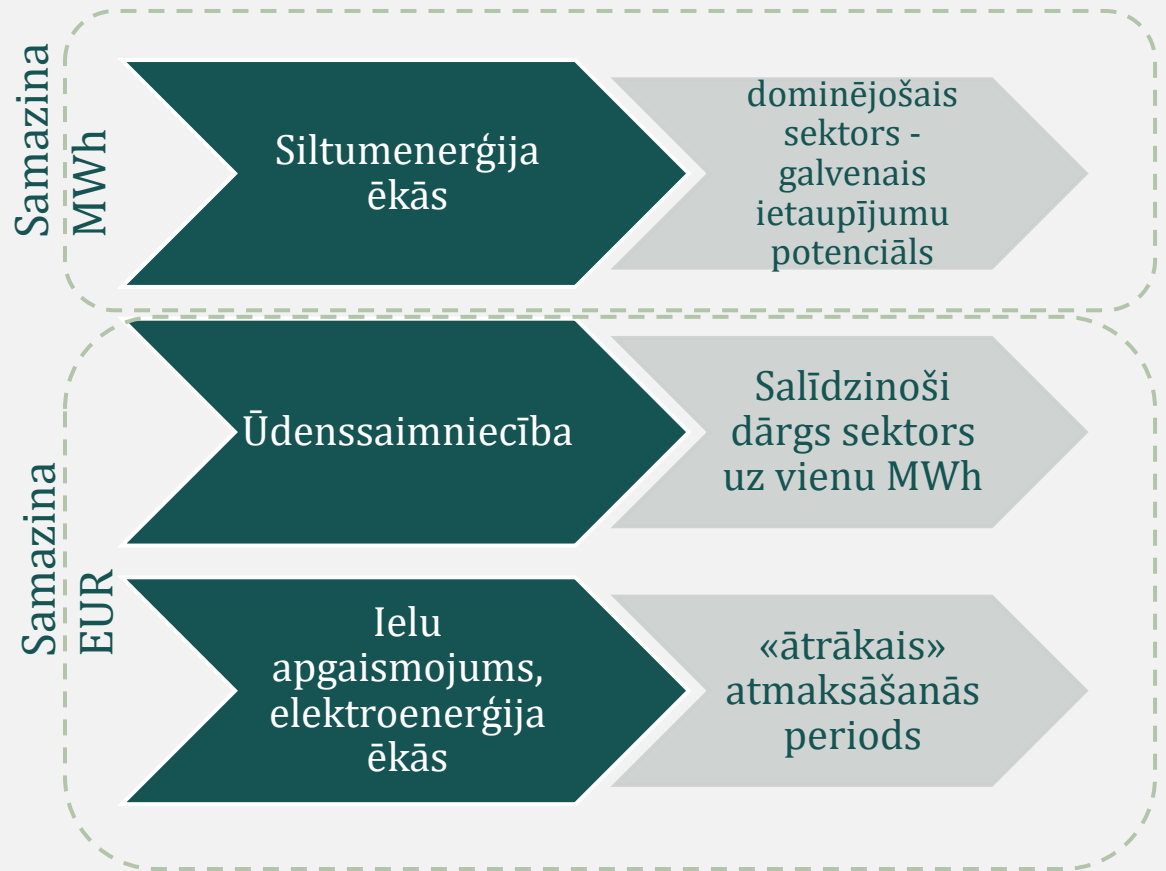 Samazina
MWh
Siltumenerģija
ēkās
dominējošais
sektors -
galvenais
ietaupījumu
potenciāls
Samazina
EUR
Ūdenssaimniecība
Salīdzinoši
dārgs sektors
uz vienu MWh
Ielu
apgaismojums,
elektroenerģija
ēkās
«ātrākais»
atmaksāšanās
periods